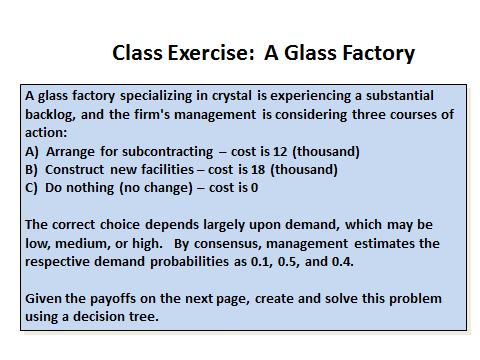 Class Exercise:  A Glass Factory
A glass factory specializing in crystal is experiencing a substantial
backlog, and the firm's management is considering three courses of
action:
A)  Arrange for subcontracting – cost is 12 (thousand)
B)  Construct new facilities – cost is 18 (thousand)
C)  Do nothing (no change) – cost is 0
The correct choice depends largely upon demand, which may be
low, medium, or high.   By consensus, management estimates the
respective demand probabilities as 0.1, 0.5, and 0.4.
Given the payoffs on the next page, create and solve this problem
using a decision tree.